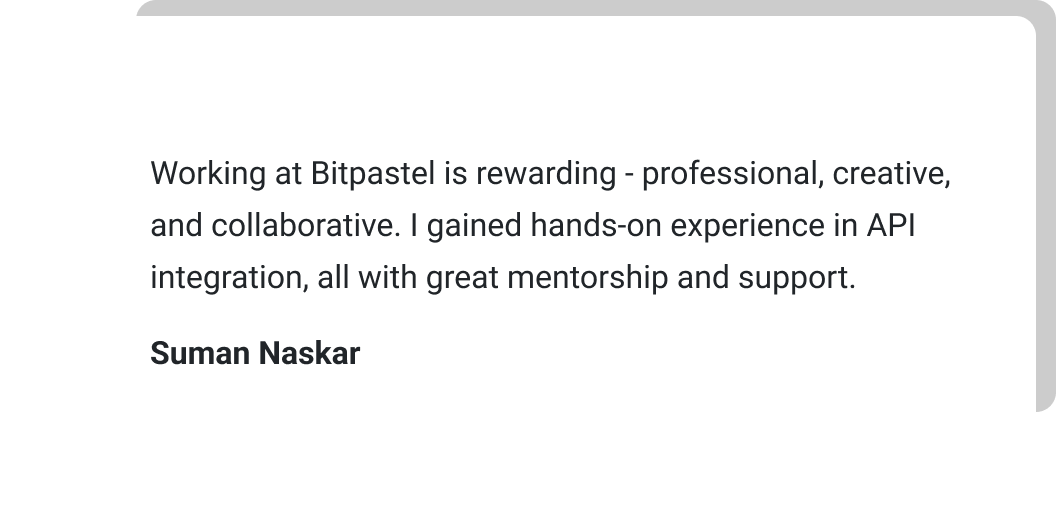 Working at Bitpastel is rewarding - professional, creative,
and collaborative. I gained hands-on experience in API
integration, all with great mentorship and support.
Suman Naskar